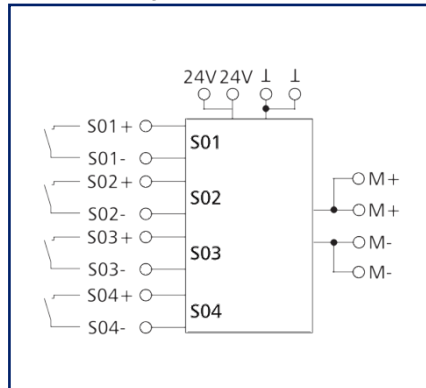 24V 24V ⊥ ⊥
S01+
S01
S01-
S02+
M+
S02
M+
S02-
S03+
M-
S03
S03-
M-
S04+
S04
S04-